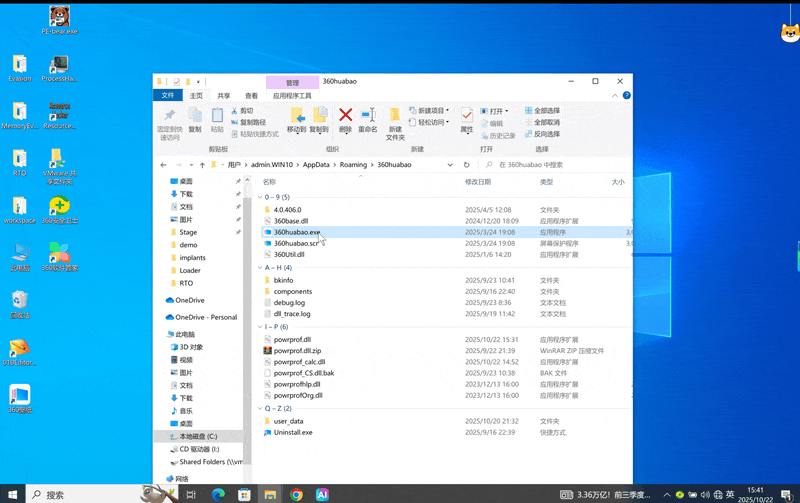 PE-bear.exe
Evasion
ProcessHa...
MemoryEv...
Resource...
RTO
VMware 共
享文件夹
workspace
360安全卫士
此电脑
360软件管家
回收站
010Editor...
360壁纸
管理
360huabao
文件
主页
共享
查看
应用程序工具
固定到快
速访问
复制
粘贴
剪切
复制路径
粘贴快捷方式
剪贴板
移动到
复制到
删除
重命名
组织
新建
文件夹
新建项目
轻松访问
新建
属性
打开
编辑
历史记录
打开
全部选择
全部取消
反向选择
选择
用户 > admin.WIN10 > AppData > Roaming > 360huabao
在 360huabao 中搜索
桌面
下载
文档
图片
Stage
demo
implants
Loader
RTO
OneDrive
OneDrive - Personal
此电脑
3D 对象
视频
图片
文档
下载
音乐
桌面
本地磁盘 (C:)
CD 驱动器 (I:)
Shared Folders (\\vm
网络
名称 修改日期 类型 大小
0 – 9 (5)
4.0.406.0 2025/4/5 12:08 文件夹
360base.dll 2024/12/20 18:09 应用程序扩展
360huabao.exe 2025/3/24 19:08 应用程序
360huabao.scr 2025/3/24 19:08 屏幕保护程序
360Util.dll 2025/1/6 14:20 应用程序扩展
A – H (4)
bkinfo 2025/9/23 10:41 文件夹
components 2025/9/16 22:40 文件夹
debug.log 2025/9/23 8:36 文本文档
dll_trace.log 2025/9/19 11:42 文本文档
I – P (6)
powrprof.dll 2025/10/22 15:31 应用程序扩展
powrprof.dll.zip 2025/9/22 21:39 WinRAR ZIP 压缩文件
powrprof_calc.dll 2025/10/22 14:52 应用程序扩展
powrprof_CS.dll.bak 2025/9/23 10:38 BAK 文件
powrprofhlp.dll 2023/12/13 16:00 应用程序扩展
powrprofOrg.dll 2023/12/13 16:00 应用程序扩展
Q – Z (2)
user_data 2025/10/20 21:32 文件夹
Uninstall.exe 2025/9/16 22:39 快捷方式
搜索
3.36万亿！前三季度...
英
15:41
2025/10/22